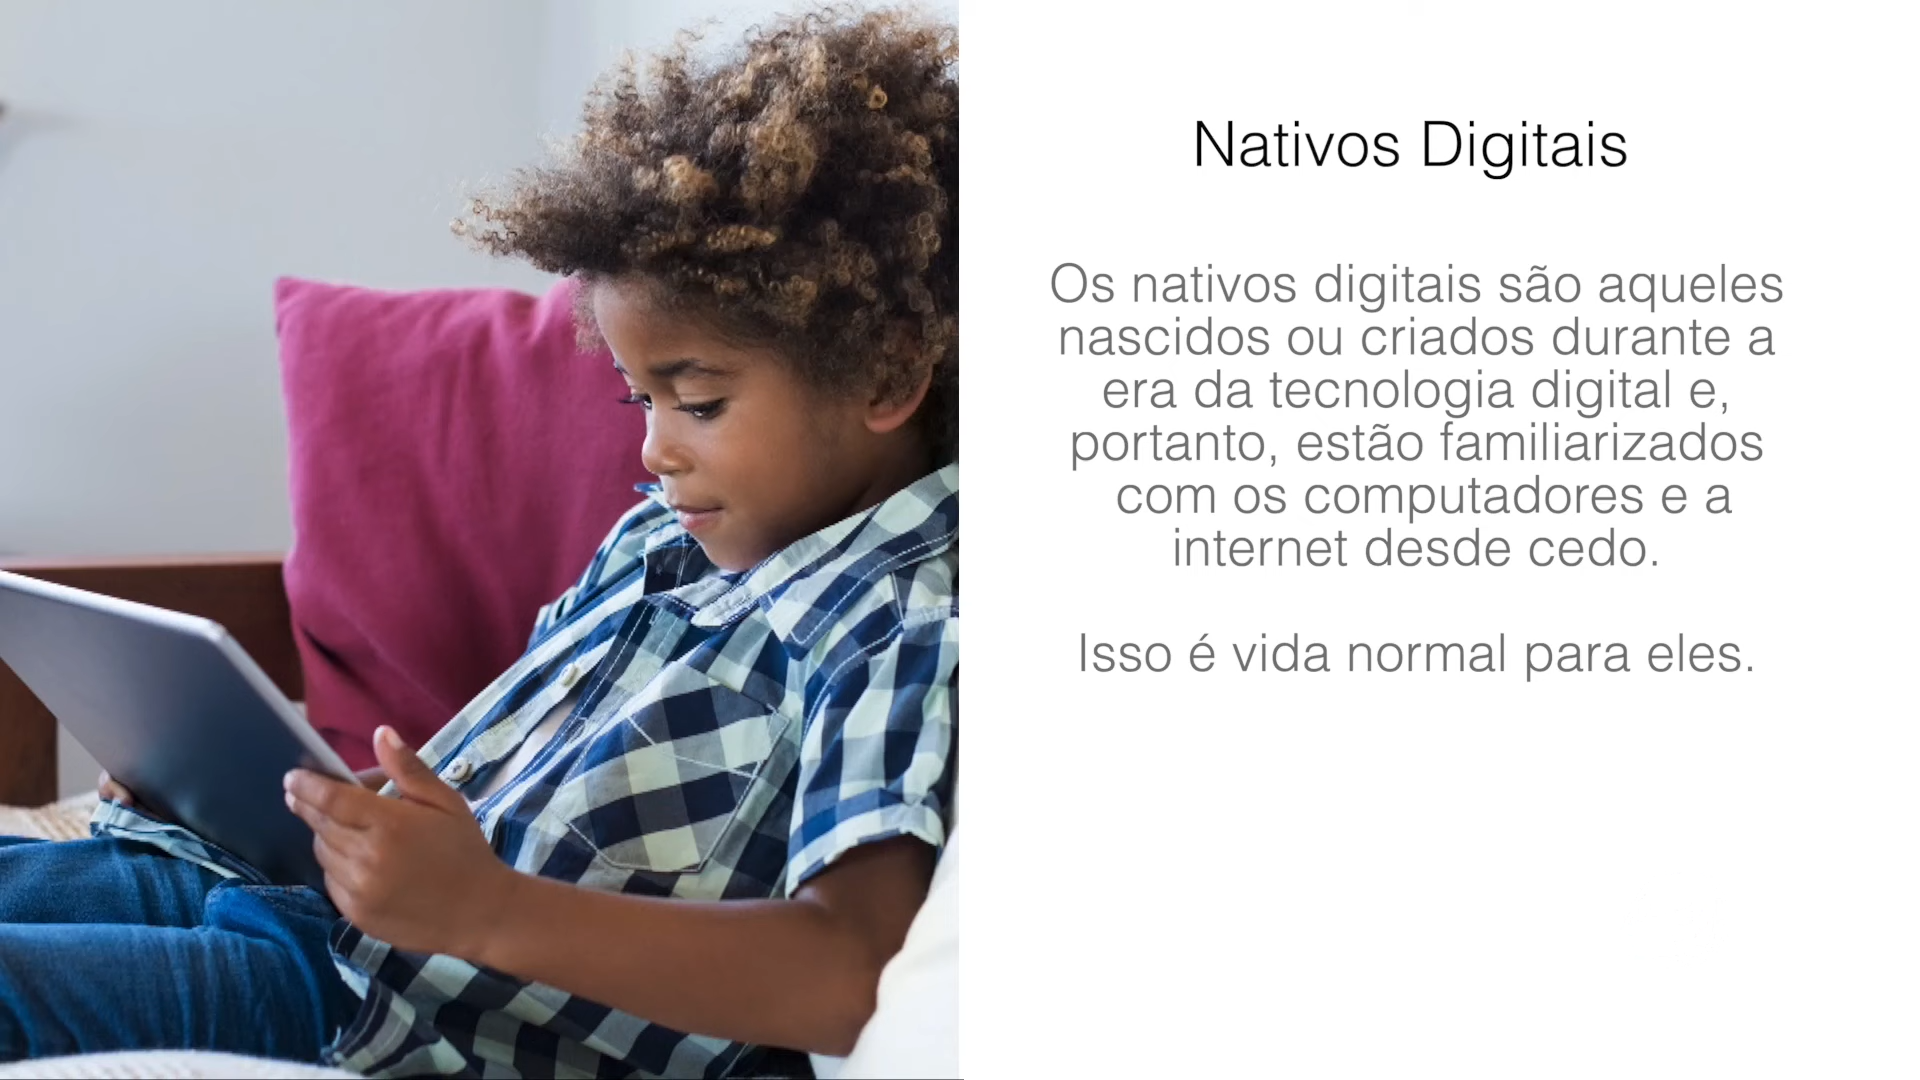 Nativos Digitais
Os nativos digitais são aqueles
nascidos ou criados durante a
era da tecnologia digital e,
portanto, estão familiarizados
com os computadores e a
internet desde cedo.
Isso é vida normal para eles.